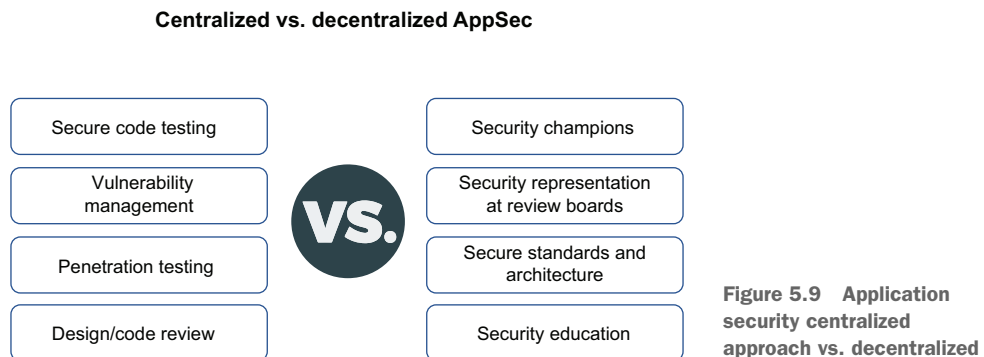 Centralized vs. decentralized AppSec
Secure code testing
Vulnerability
management
Penetration testing
Design/code review
VS.
Security champions
Security representation
at review boards
Secure standards and
architecture
Security education
Figure 5.9 Application
security centralized
approach vs. decentralized